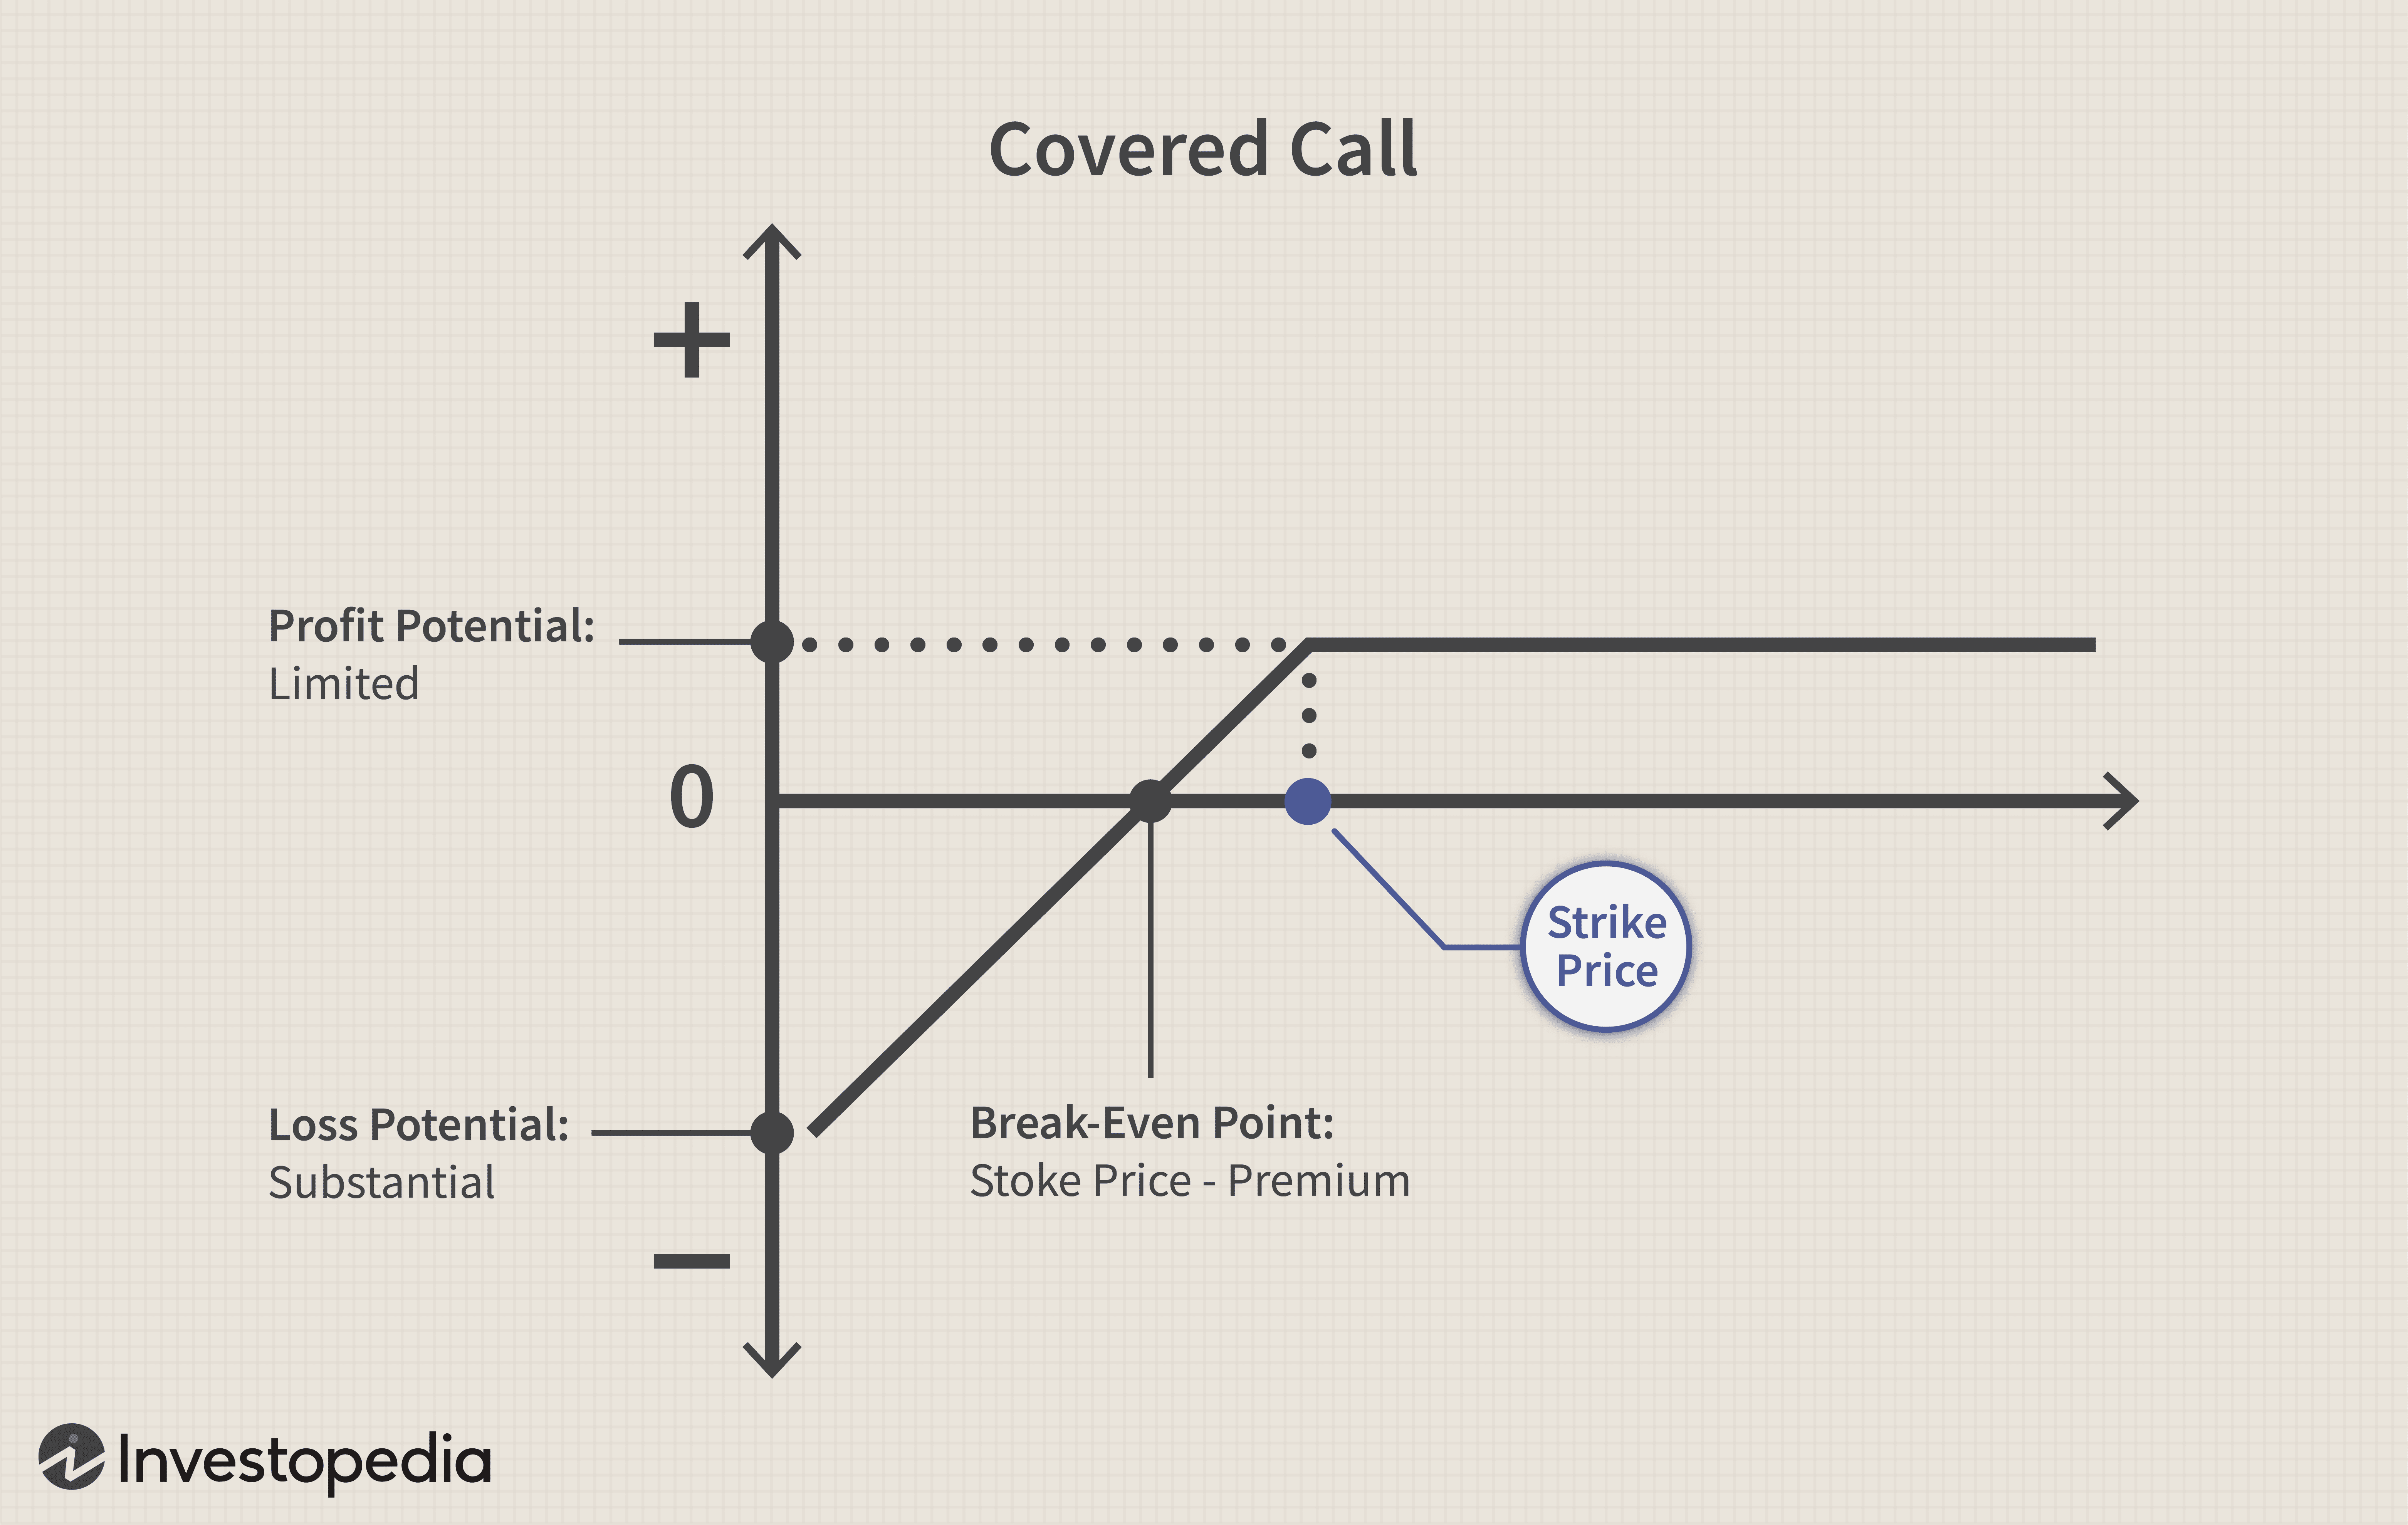 Covered Call
+
Profit Potential:
Limited
0
Strike
Price
Loss Potential:
Substantial
Break-Even Point:
Stoke Price - Premium
−
Investopedia